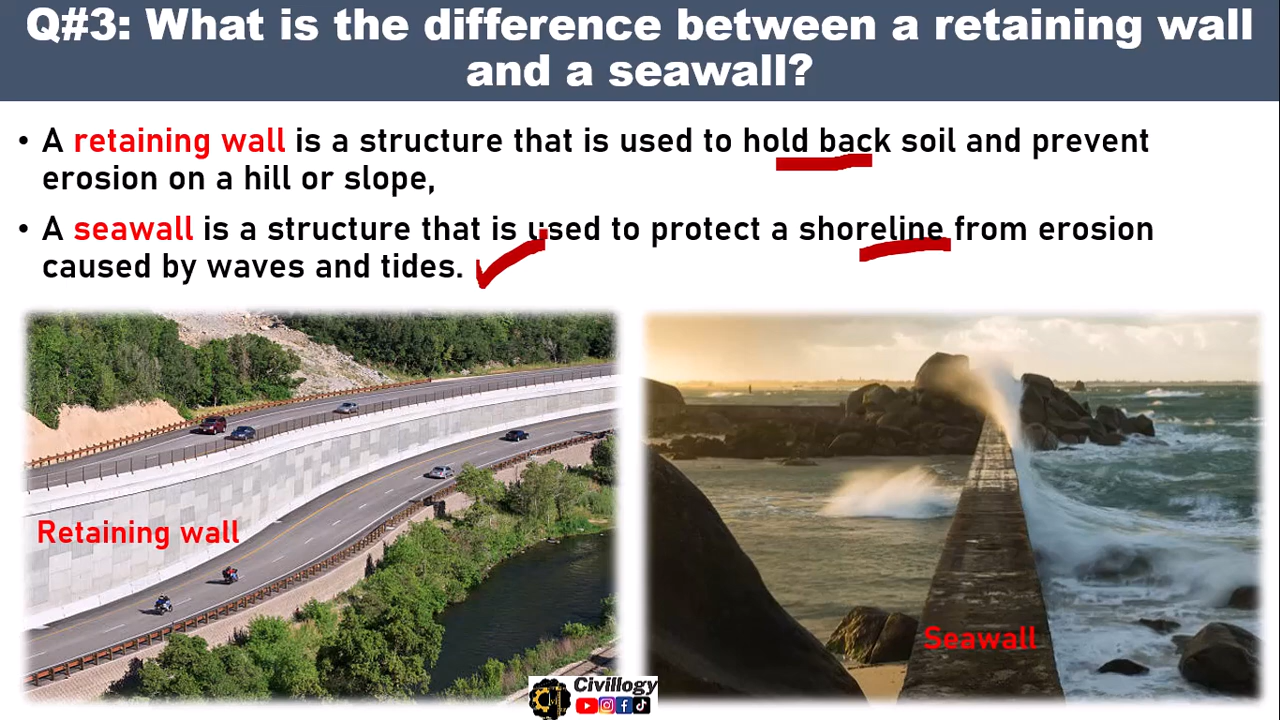 Q#3: What is the difference between a retaining wall
and a seawall?
• A retaining wall is a structure that is used to hold back soil and prevent
erosion on a hill or slope,
• A seawall is a structure that is used to protect a shoreline from erosion
caused by waves and tides.
Retaining wall
Seawall
Civillogy